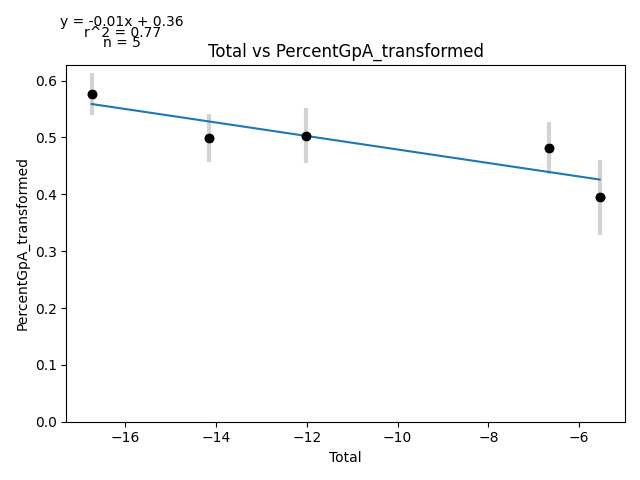 y = -0.01x + 0.36
r^2 = 0.77
n = 5
Total vs PercentGpA_transformed
0.6
0.5
0.4
0.3
0.2
0.1
0.0
PercentGpA_transformed
−16 −14 −12 −10 −8 −6
Total